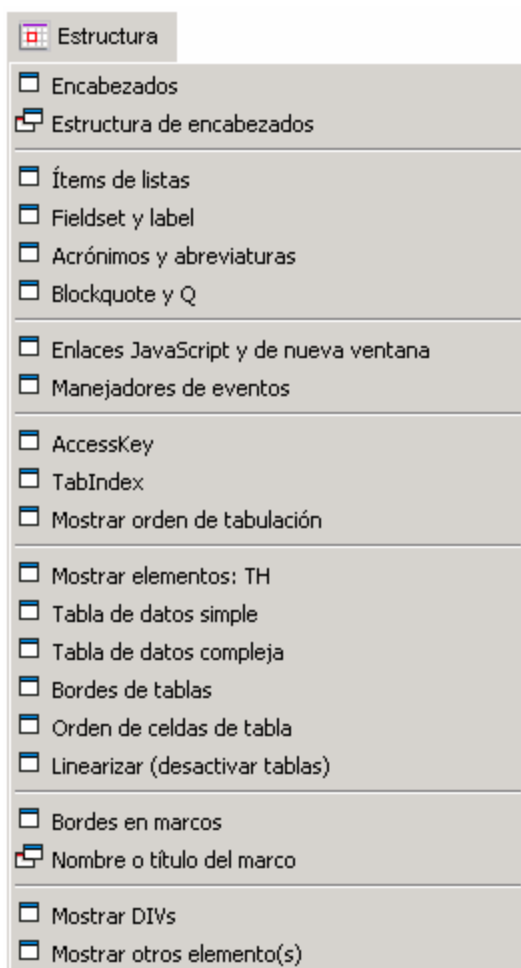 Estructura
Encabezados
Estructura de encabezados
Ítems de listas
Fieldset y label
Acrónimos y abreviaturas
Blockquote y Q
Enlaces JavaScript y de nueva ventana
Manejadores de eventos
AccessKey
TabIndex
Mostrar orden de tabulación
Mostrar elementos: TH
Tabla de datos simple
Tabla de datos compleja
Bordes de tablas
Orden de celdas de tabla
Linearizar (desactivar tablas)
Bordes en marcos
Nombre o título del marco
Mostrar DIVs
Mostrar otros elemento(s)